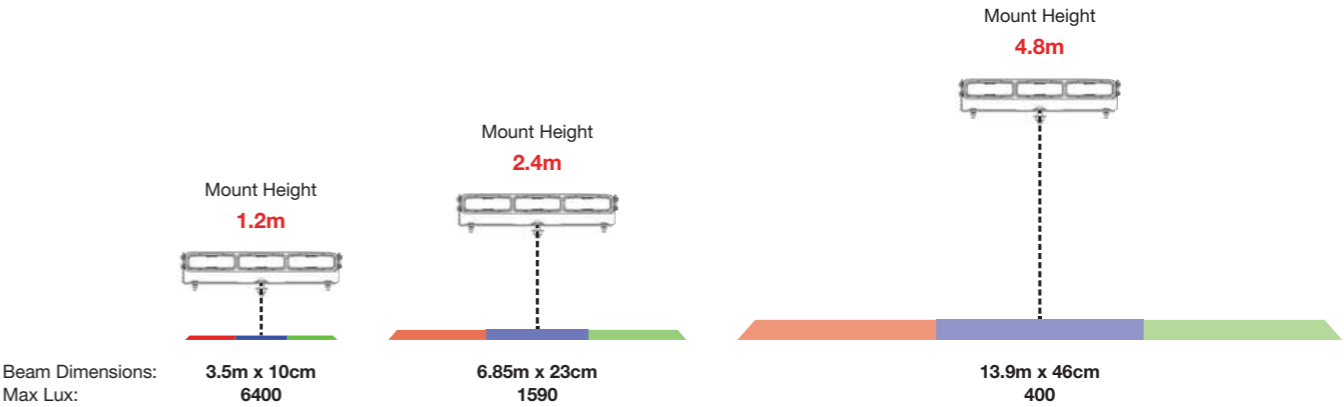 Mount Height
4.8m
Mount Height
2.4m
Mount Height
1.2m
Beam Dimensions: 3.5m x 10cm 6.85m x 23cm 13.9m x 46cm
Max Lux: 6400 1590 400